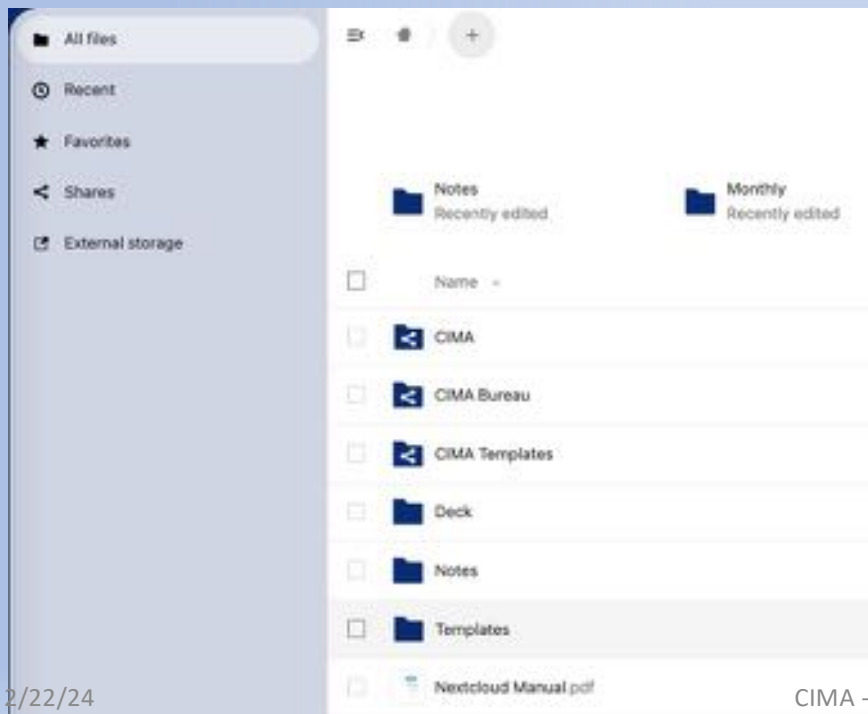 All files
Recent
Favorites
Shares
External storage
Notes
Recently edited
Monthly
Recently edited
Name
CIMA
CIMA Bureau
CIMA Templates
Deck
Notes
Templates
Nextcloud Manual.pdf
2/22/24
CIMA -